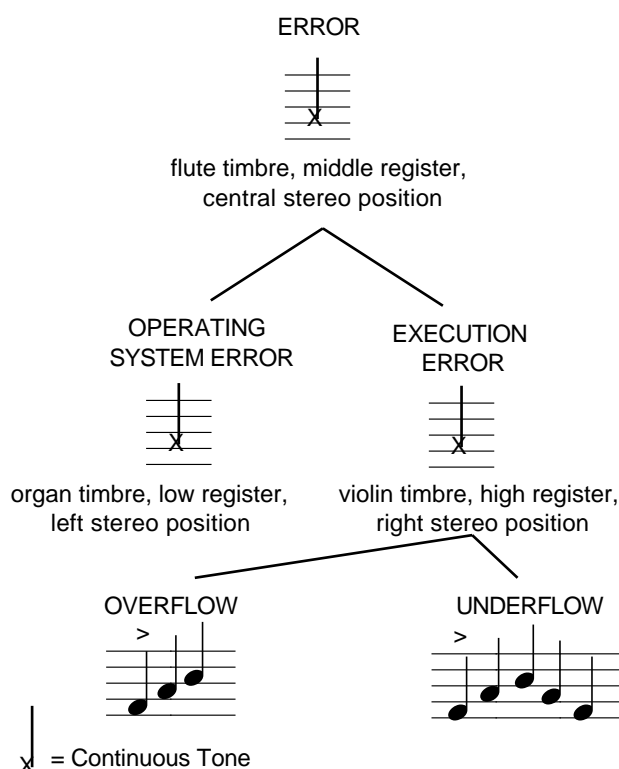 ERROR
X
flute timbre, middle register,
central stereo position
OPERATING
SYSTEM ERROR
X
organ timbre, low register,
left stereo position
EXECUTION
ERROR
X
violin timbre, high register,
right stereo position
OVERFLOW
>
UNDERFLOW
>
X = Continuous Tone